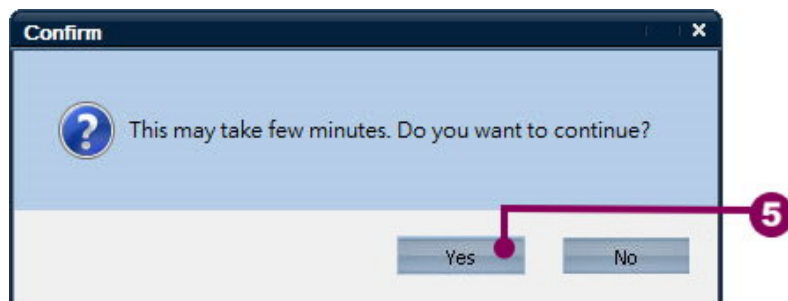 Confirm
This may take few minutes. Do you want to continue?
5
Yes No